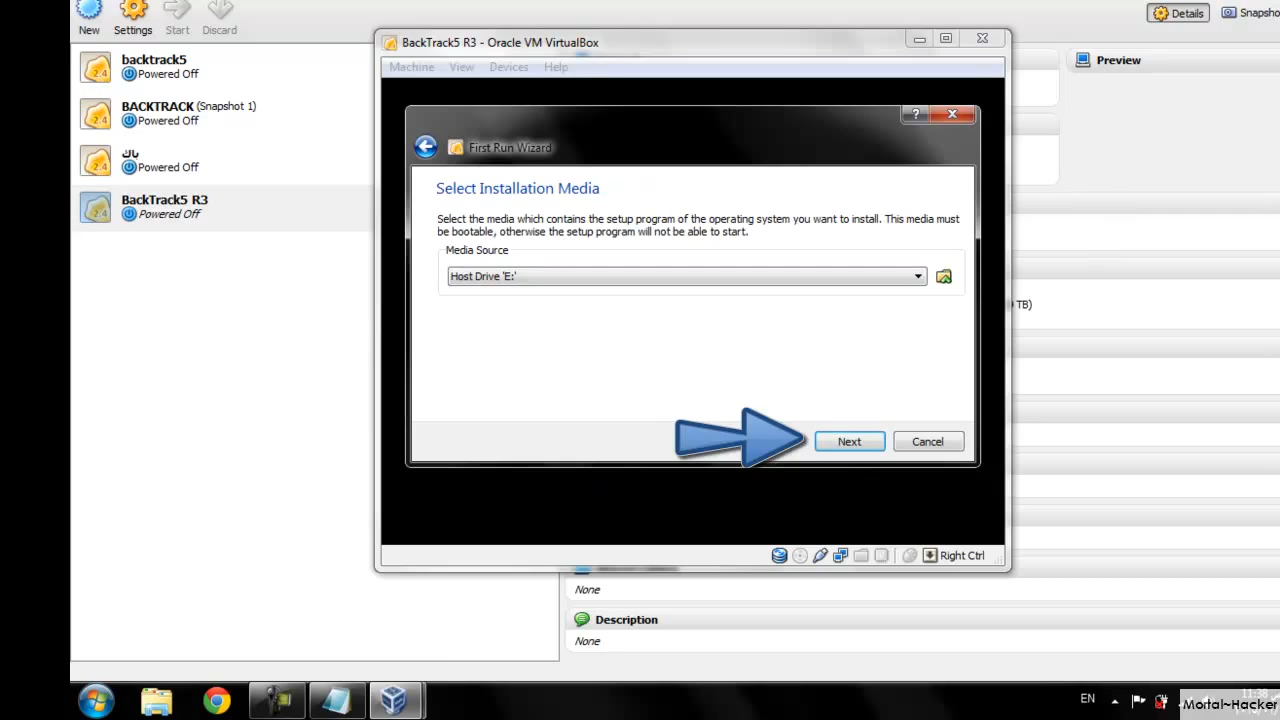 New
Settings
Start
Discard
Details
Snapsho
backtrack5
Powered Off
BACKTRACK (Snapshot 1)
Powered Off
باك
Powered Off
BackTrack5 R3
Powered Off
BackTrack5 R3 - Oracle VM VirtualBox
Machine View Devices Help
Preview
First Run Wizard
Select Installation Media
Select the media which contains the setup program of the operating system you want to install. This media must
be bootable, otherwise the setup program will not be able to start.
Media Source
Host Drive 'E:'
TB)
Next
Cancel
Right Ctrl
None
Description
None
EN
11:38
Mortal~Hacker